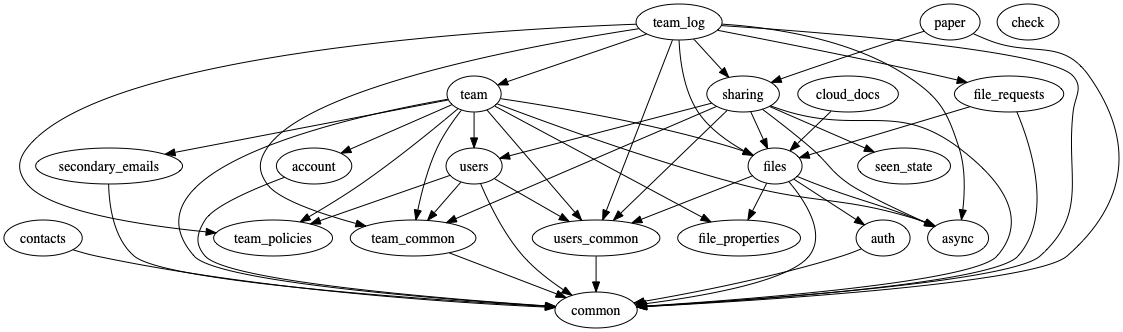 team_log
paper
check
team
sharing
cloud_docs
file_requests
secondary_emails
account
users
files
seen_state
contacts
team_policies
team_common
users_common
file_properties
auth
async
common